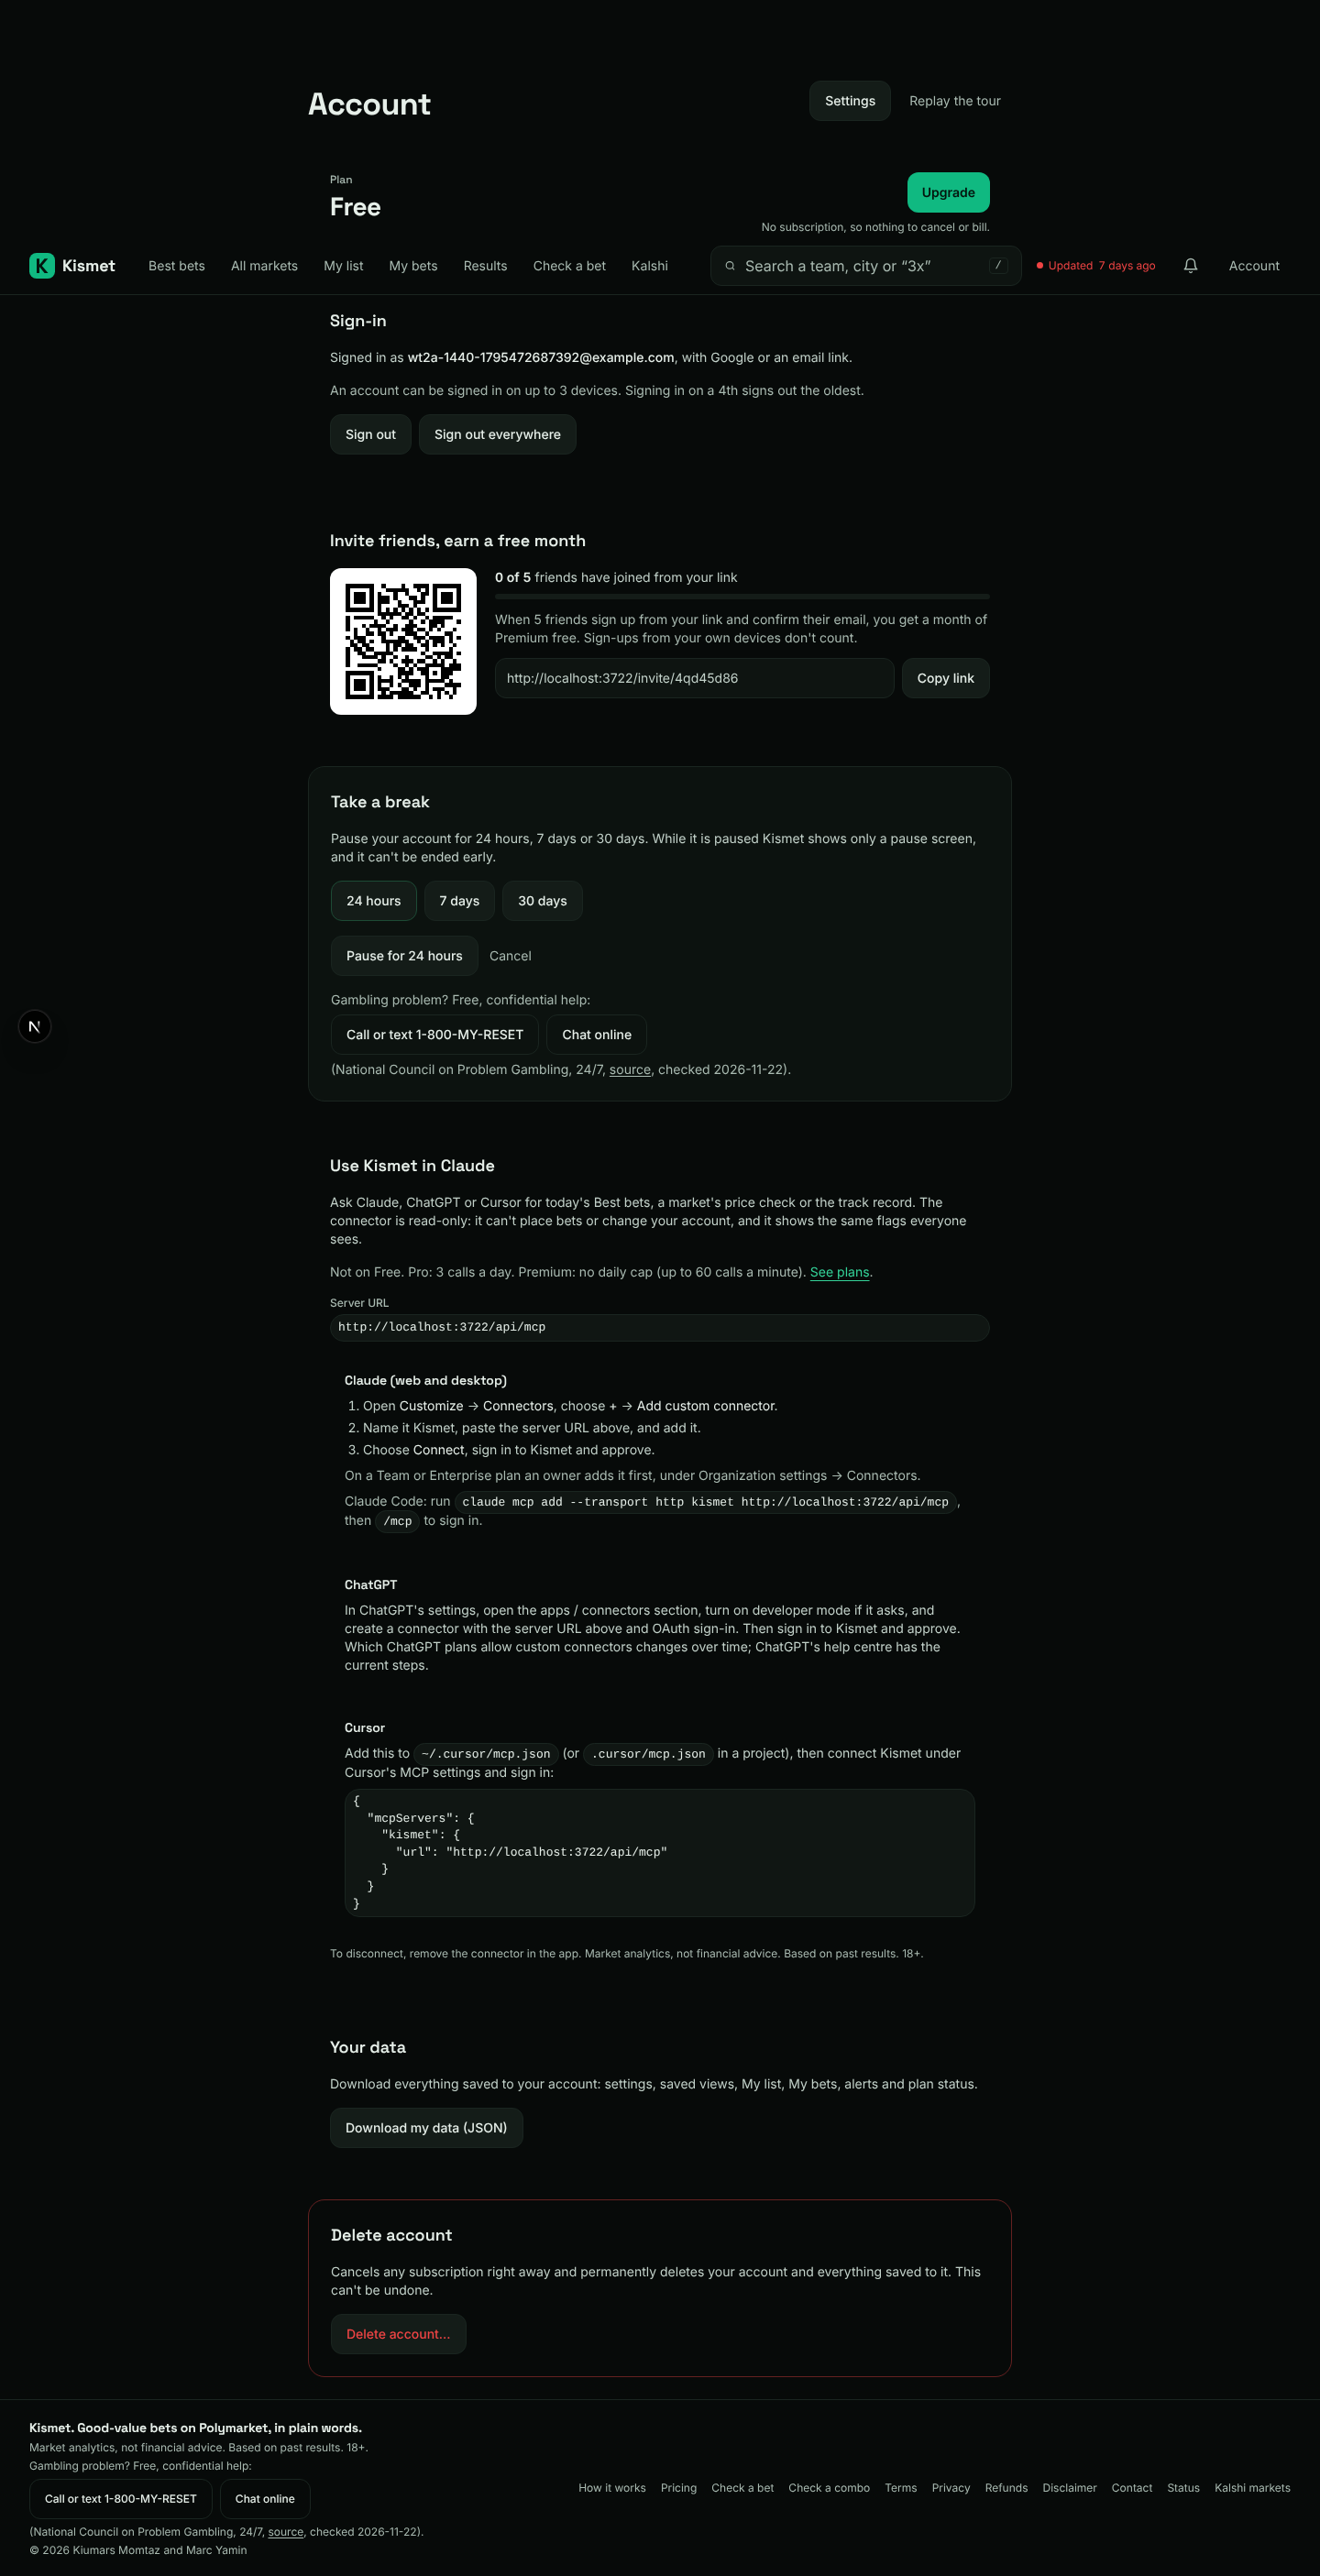 Account
Settings
Replay the tour
Plan
Free
Upgrade
No subscription, so nothing to cancel or bill.
K Kismet
Best bets
All markets
My list
My bets
Results
Check a bet
Kalshi
Search a team, city or “3x”
/
Updated 7 days ago
Account
Sign-in
Signed in as wt2a-1440-1795472687392@example.com, with Google or an email link.
An account can be signed in on up to 3 devices. Signing in on a 4th signs out the oldest.
Sign out
Sign out everywhere
Invite friends, earn a free month
0 of 5 friends have joined from your link
When 5 friends sign up from your link and confirm their email, you get a month of
Premium free. Sign-ups from your own devices don't count.
http://localhost:3722/invite/4qd45d86
Copy link
Take a break
Pause your account for 24 hours, 7 days or 30 days. While it is paused Kismet shows only a pause screen,
and it can't be ended early.
24 hours
7 days
30 days
Pause for 24 hours
Cancel
Gambling problem? Free, confidential help:
Call or text 1-800-MY-RESET
Chat online
(National Council on Problem Gambling, 24/7, source, checked 2026-11-22).
N
Use Kismet in Claude
Ask Claude, ChatGPT or Cursor for today's Best bets, a market's price check or the track record. The
connector is read-only: it can't place bets or change your account, and it shows the same flags everyone
sees.
Not on Free. Pro: 3 calls a day. Premium: no daily cap (up to 60 calls a minute). See plans.
Server URL
http://localhost:3722/api/mcp
Claude (web and desktop)
1. Open Customize → Connectors, choose + → Add custom connector.
2. Name it Kismet, paste the server URL above, and add it.
3. Choose Connect, sign in to Kismet and approve.
On a Team or Enterprise plan an owner adds it first, under Organization settings → Connectors.
Claude Code: run claude mcp add --transport http kismet http://localhost:3722/api/mcp,
then /mcp to sign in.
ChatGPT
In ChatGPT's settings, open the apps / connectors section, turn on developer mode if it asks, and
create a connector with the server URL above and OAuth sign-in. Then sign in to Kismet and approve.
Which ChatGPT plans allow custom connectors changes over time; ChatGPT's help centre has the
current steps.
Cursor
Add this to ~/.cursor/mcp.json (or .cursor/mcp.json in a project), then connect Kismet under
Cursor's MCP settings and sign in:
{
"mcpServers": {
"kismet": {
"url": "http://localhost:3722/api/mcp"
}
}
}
To disconnect, remove the connector in the app. Market analytics, not financial advice. Based on past results. 18+.
Your data
Download everything saved to your account: settings, saved views, My list, My bets, alerts and plan status.
Download my data (JSON)
Delete account
Cancels any subscription right away and permanently deletes your account and everything saved to it. This
can't be undone.
Delete account...
Kismet. Good-value bets on Polymarket, in plain words.
Market analytics, not financial advice. Based on past results. 18+.
Gambling problem? Free, confidential help:
Call or text 1-800-MY-RESET
Chat online
(National Council on Problem Gambling, 24/7, source, checked 2026-11-22).
© 2026 Kiumars Momtaz and Marc Yamin
How it works
Pricing
Check a bet
Check a combo
Terms
Privacy
Refunds
Disclaimer
Contact
Status
Kalshi markets